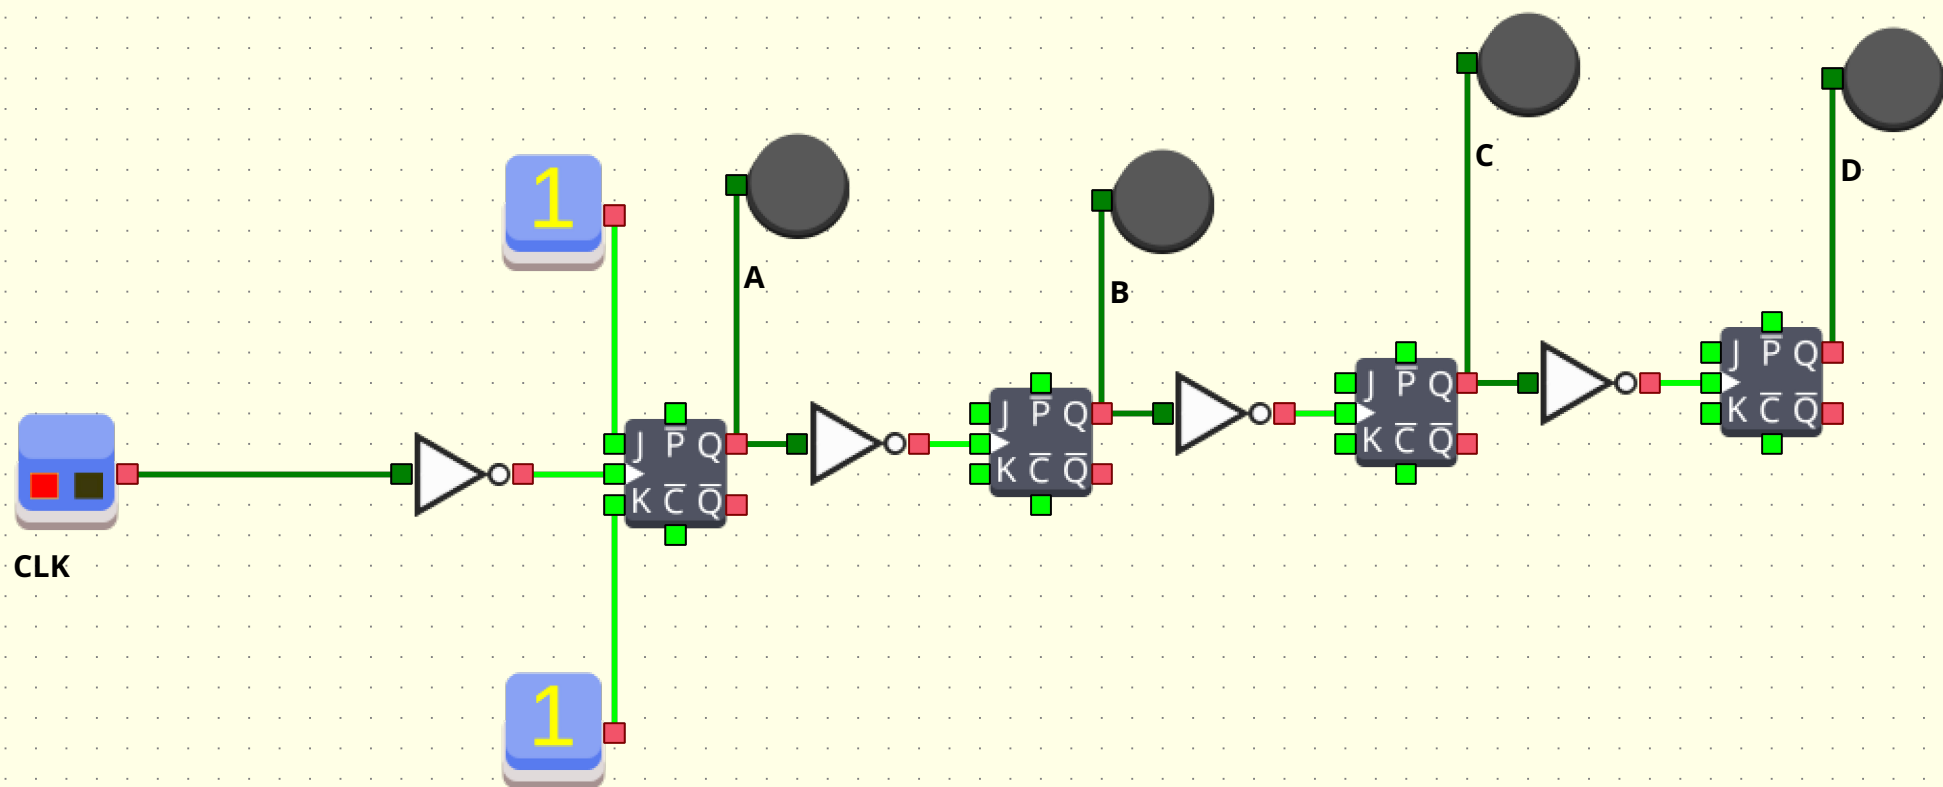 1
A
B
C
D
J P̅ Q
K C̅ Q̅
J P̅ Q
K C̅ Q̅
J P̅ Q
K C̅ Q̅
J P̅ Q
K C̅ Q̅
CLK
1